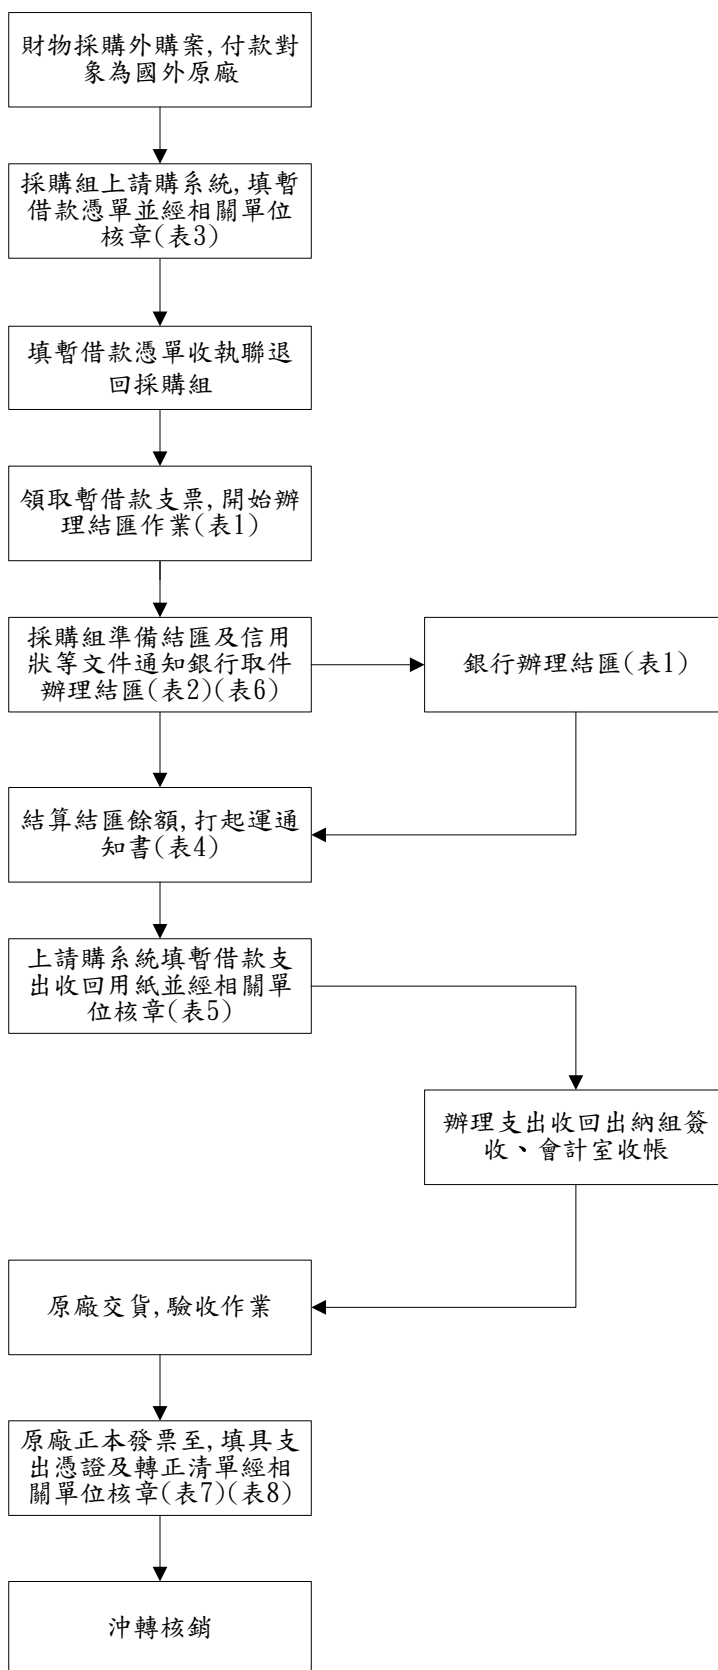 財物採購外購案,付款對
象為國外原廠
採購組上請購系統,填暫
借款憑單並經相關單位
核章(表3)
填暫借款憑單收執聯退
回採購組
領取暫借款支票,開始辦
理結匯作業(表1)
採購組準備結匯及信用
狀等文件通知銀行取件
辦理結匯(表2)(表6)
銀行辦理結匯(表1)
結算結匯餘額,打起運通
知書(表4)
上請購系統填暫借款支
出收回用紙並經相關單
位核章(表5)
辦理支出收回出納組簽
收、會計室收帳
原廠交貨,驗收作業
原廠正本發票至,填具支
出憑證及轉正清單經相
關單位核章(表7)(表8)
沖轉核銷